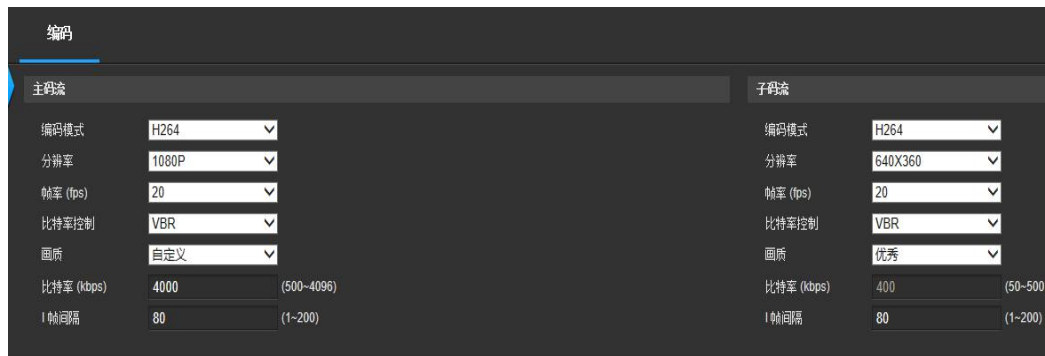 编码
主码流 子码流
编码模式 H264 编码模式 H264
分辨率 1080P 分辨率 640X360
帧率 (fps) 20 帧率 (fps) 20
比特率控制 VBR 比特率控制 VBR
画质 自定义 画质 优秀
比特率 (kbps) 4000 (500~4096) 比特率 (kbps) 400 (50~500
I 帧间隔 80 (1~200) I 帧间隔 80 (1~200)